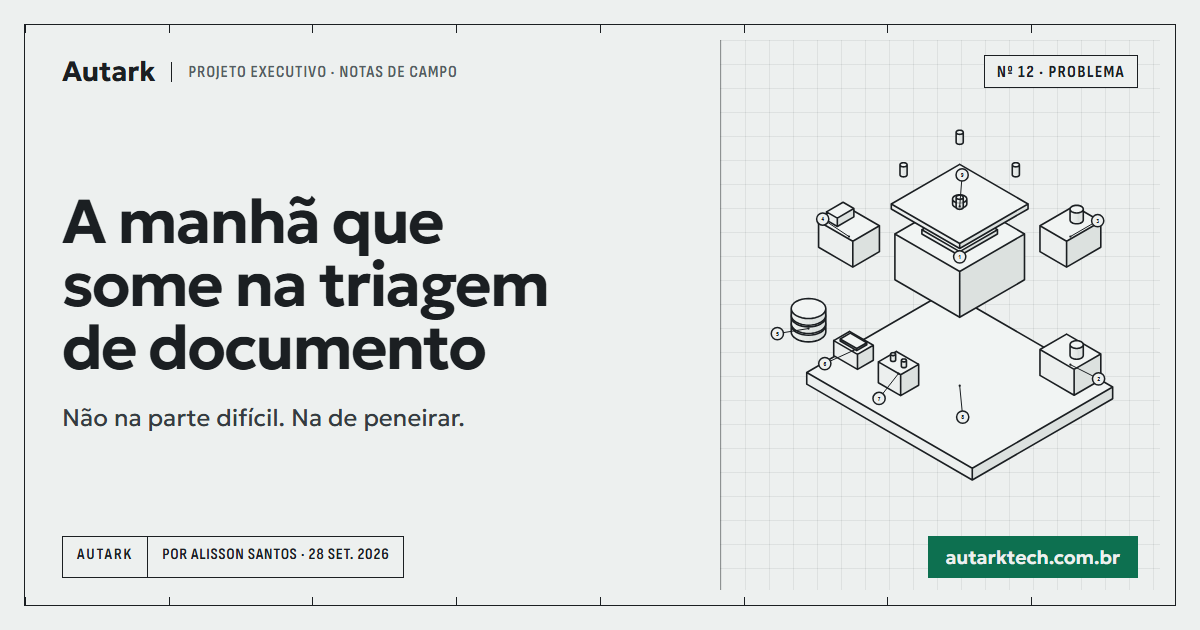 Autark
PROJETO EXECUTIVO · NOTAS DE CAMPO
Nº 12 · PROBLEMA
A manhã que
some na triagem
de documento
Não na parte difícil. Na de peneirar.
AUTARK
POR ALISSON SANTOS · 28 SET. 2026
autarktech.com.br